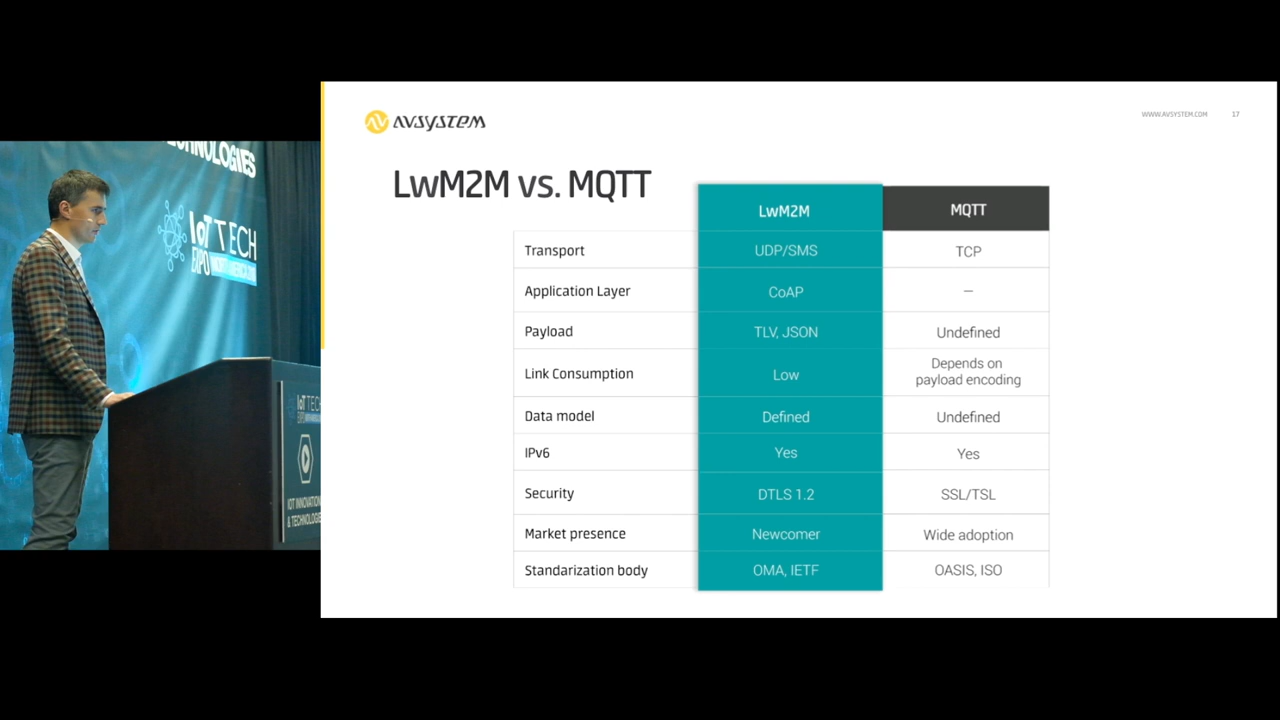 AVSYSTEM
WWW.AVSYSTEM.COM 17
LwM2M vs. MQTT
LwM2M MQTT
Transport UDP/SMS TCP
Application Layer CoAP –
Payload TLV, JSON Undefined
Link Consumption Low Depends on
payload encoding
Data model Defined Undefined
IPv6 Yes Yes
Security DTLS 1.2 SSL/TSL
Market presence Newcomer Wide adoption
Standarization body OMA, IETF OASIS, ISO
IoT TECH
EXPO
IoT TECH
EXPO
IOT INNOVATION
& TECHNOLOGIES